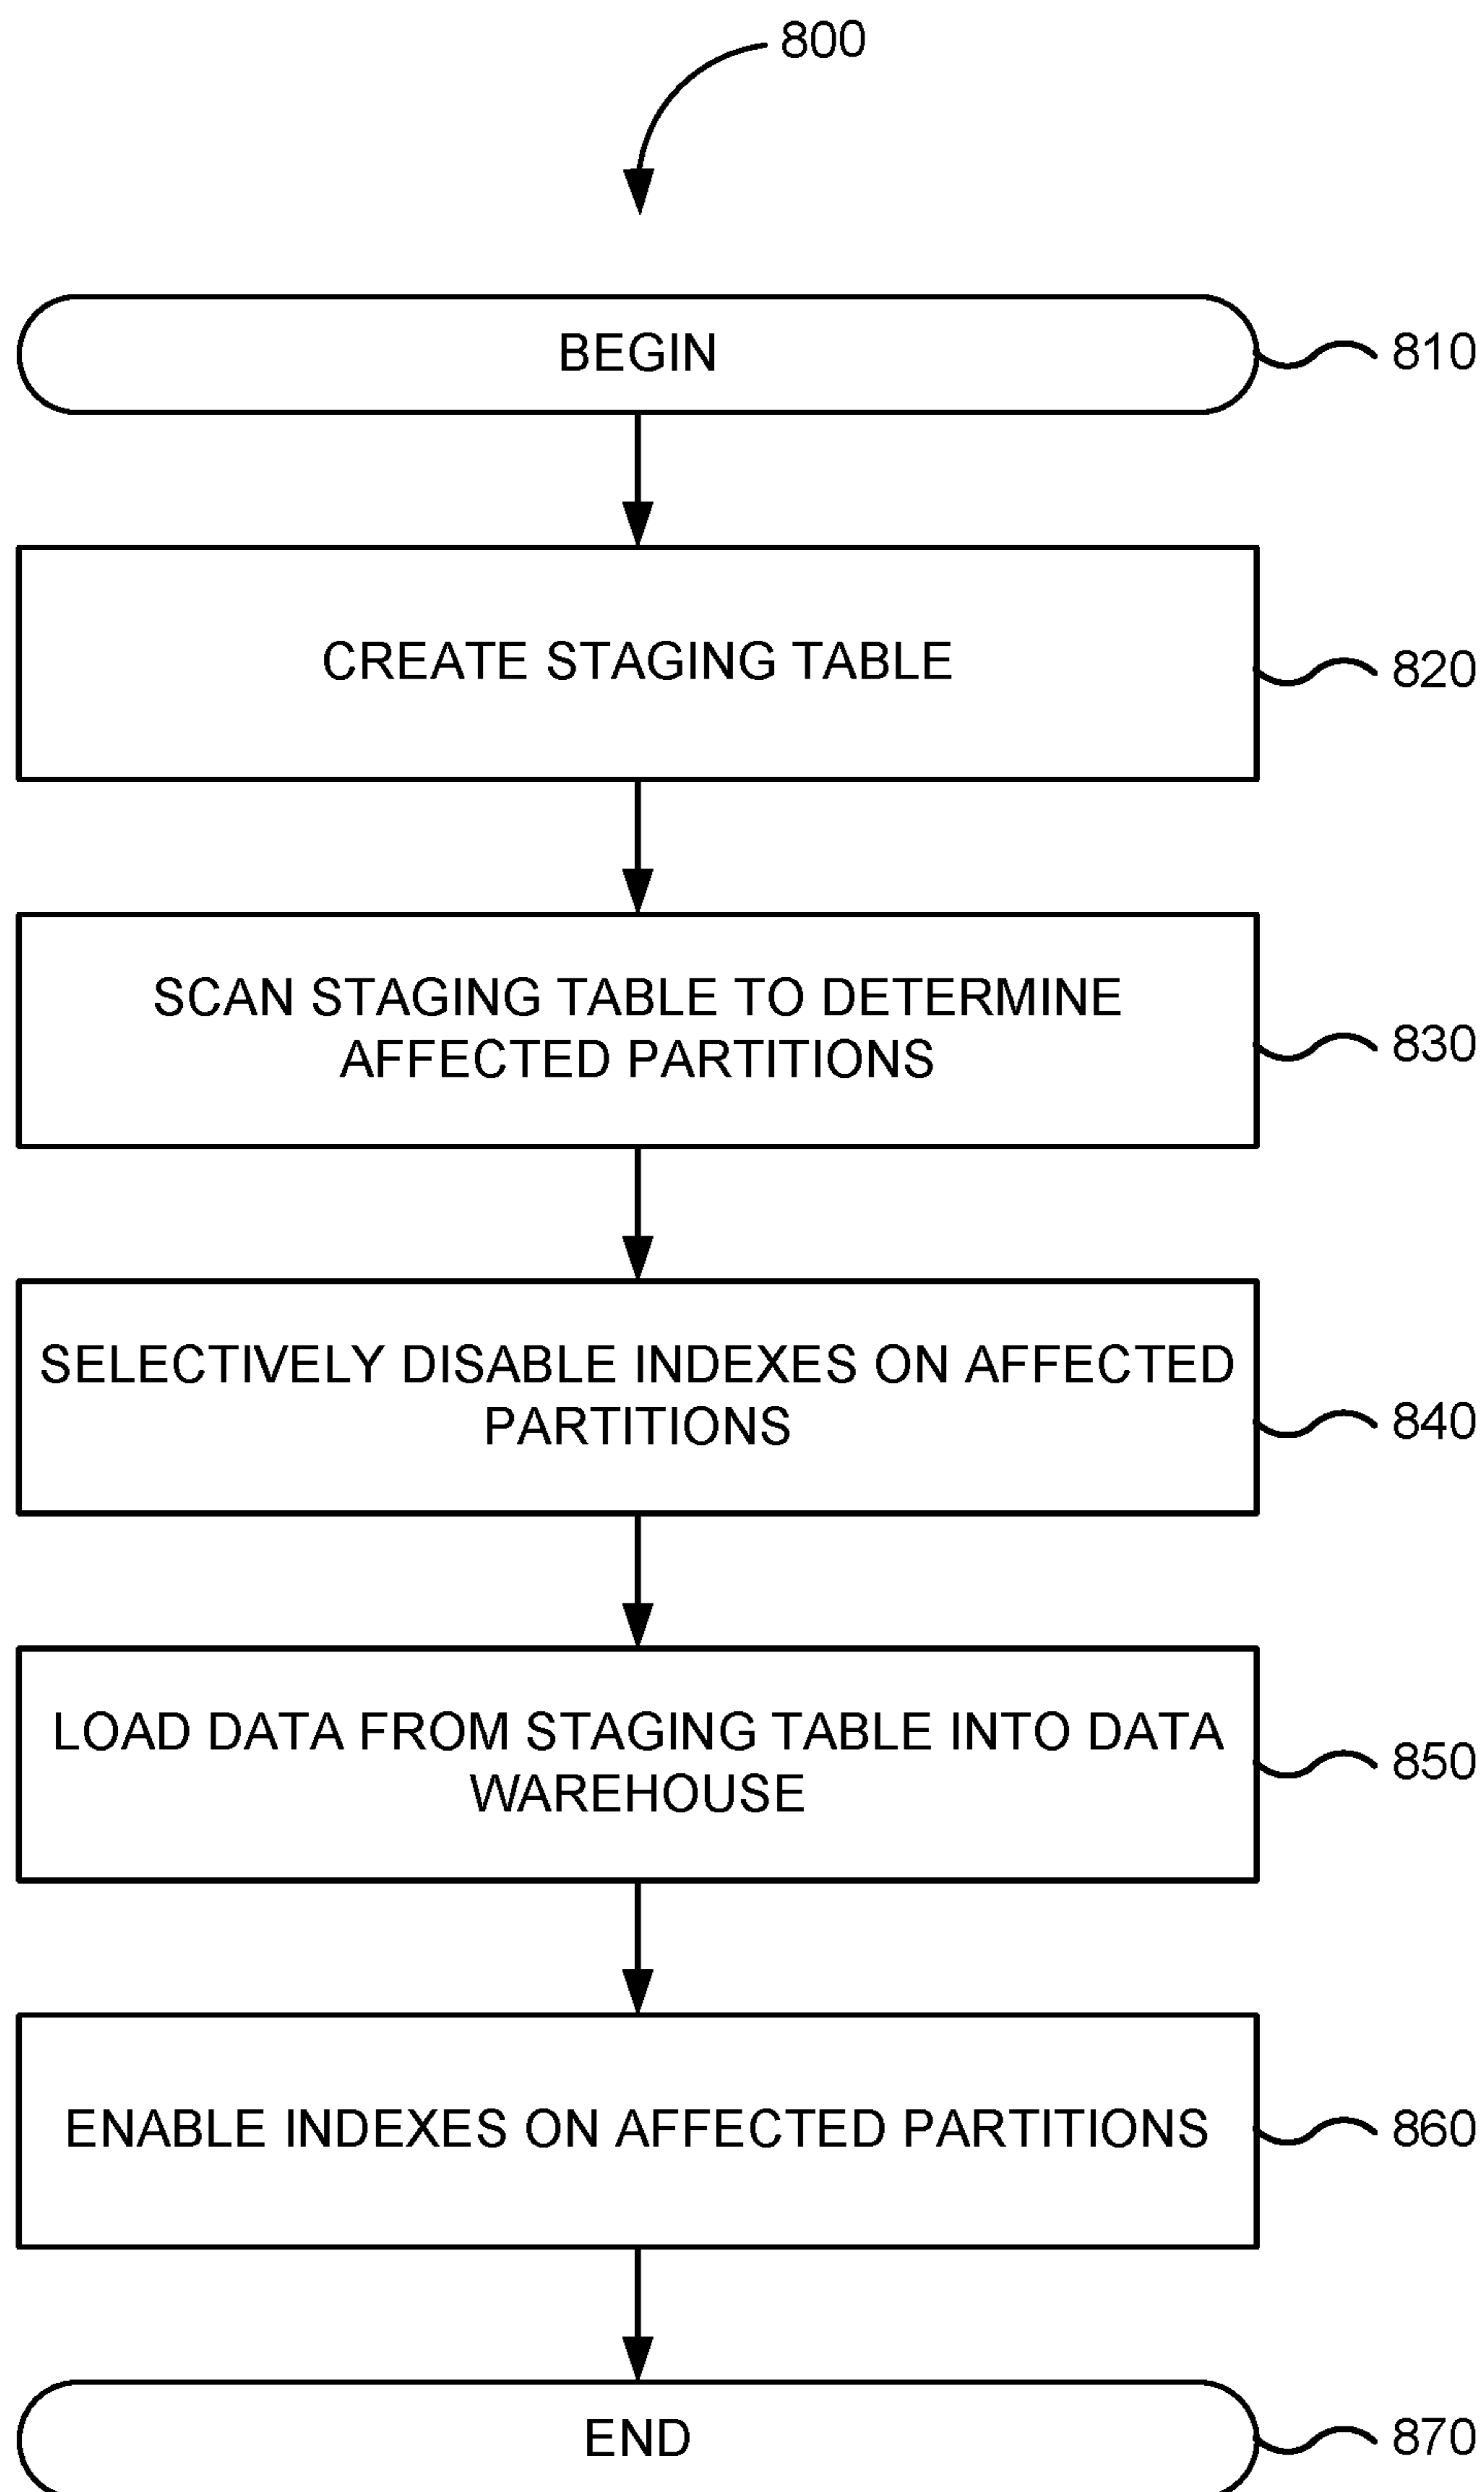 800
BEGIN
810
CREATE STAGING TABLE
820
SCAN STAGING TABLE TO DETERMINE
AFFECTED PARTITIONS
830
SELECTIVELY DISABLE INDEXES ON AFFECTED
PARTITIONS
840
LOAD DATA FROM STAGING TABLE INTO DATA
WAREHOUSE
850
ENABLE INDEXES ON AFFECTED PARTITIONS
860
END
870